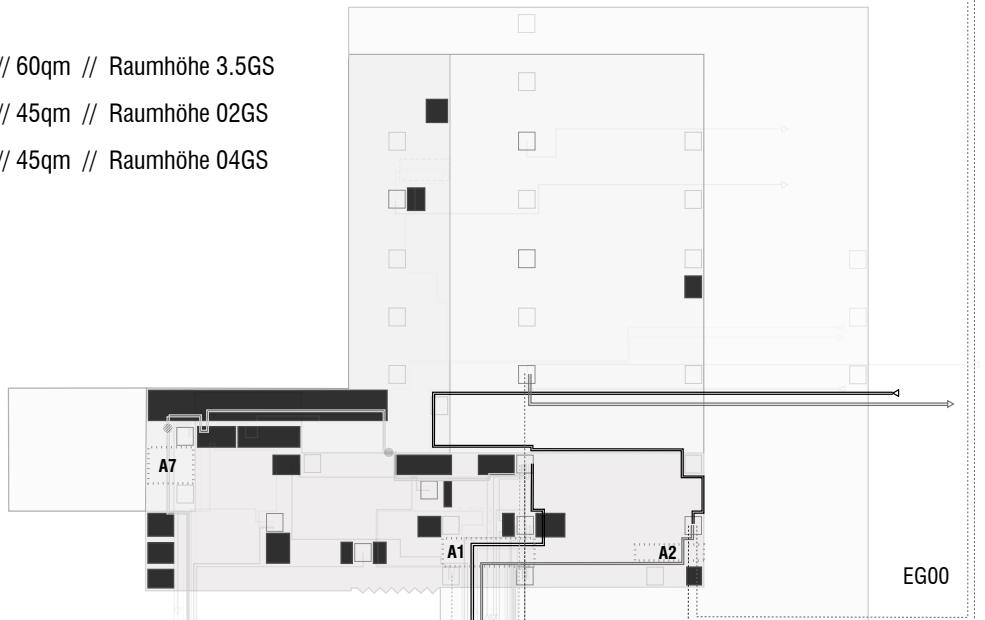 // 60qm // Raumhöhe 3.5GS
// 45qm // Raumhöhe 02GS
// 45qm // Raumhöhe 04GS
A7
A1
A2
EG00